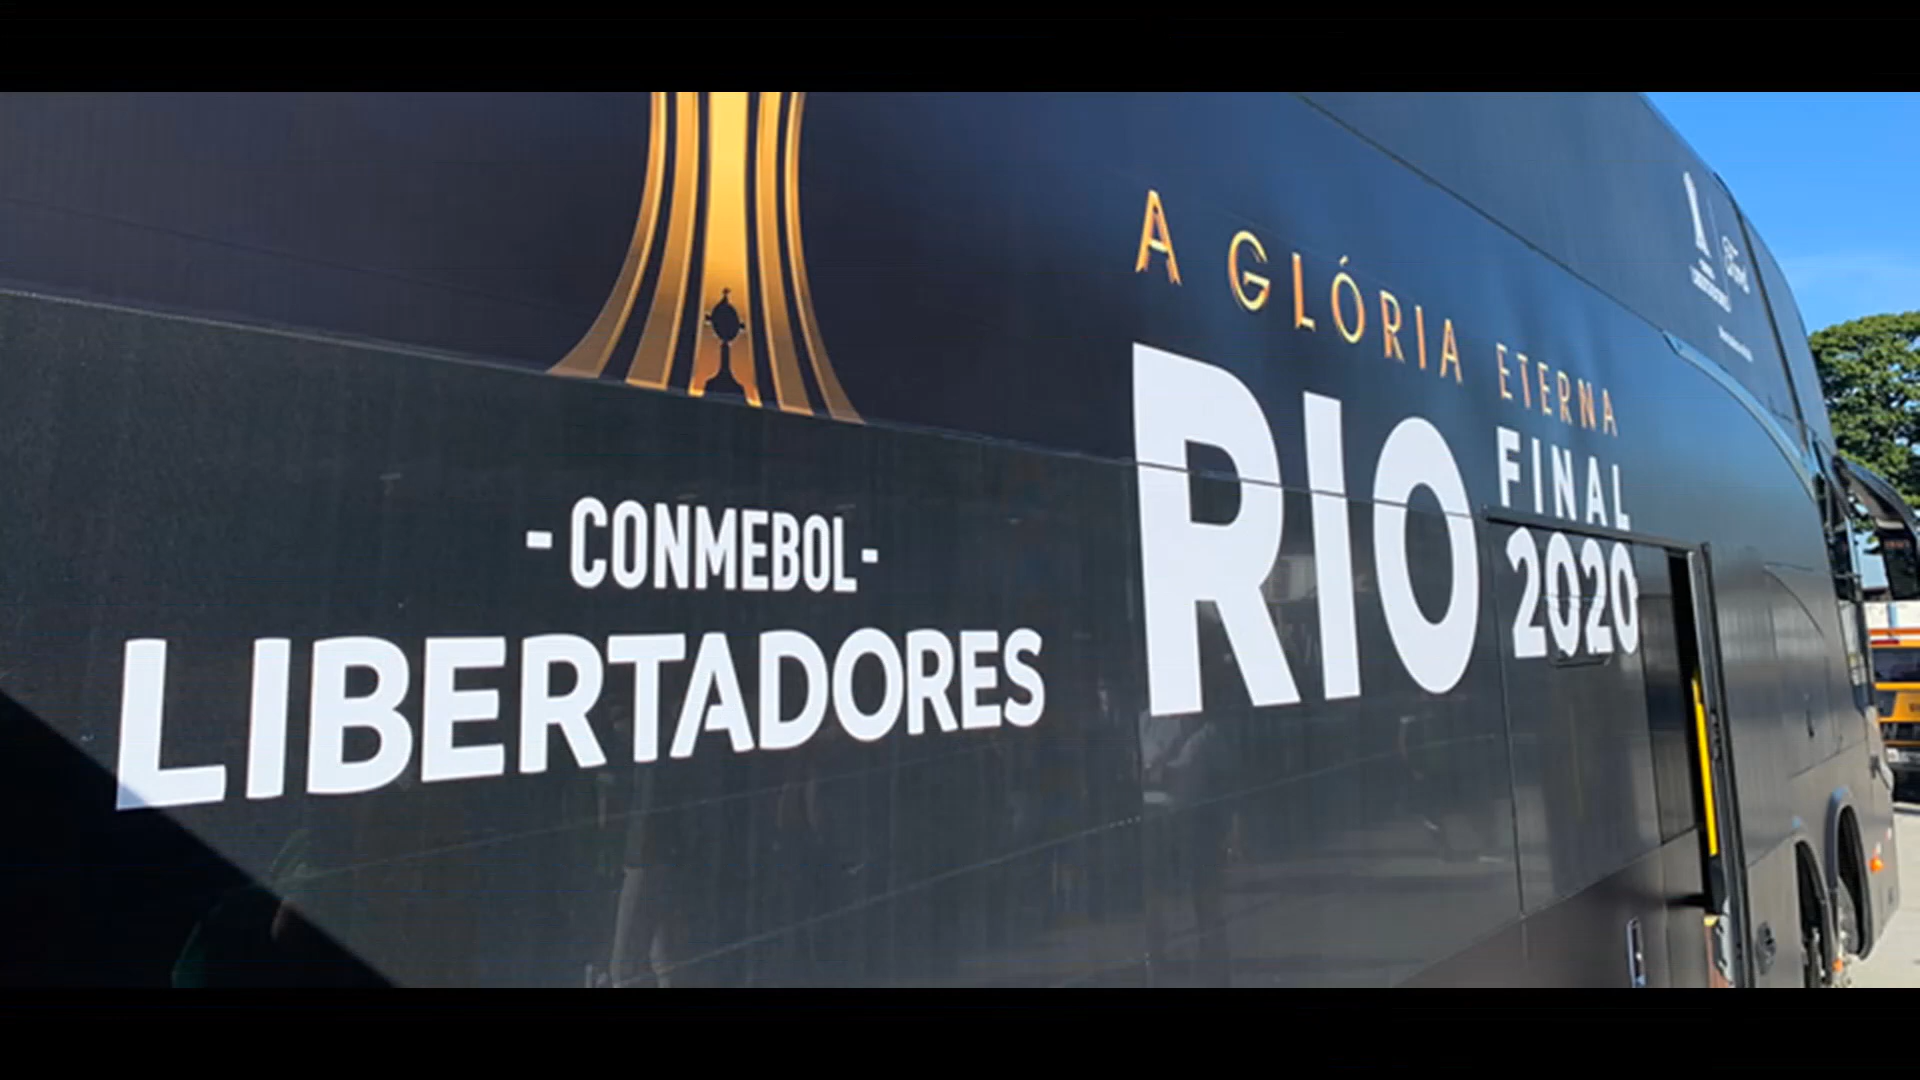 - CONMEBOL -
LIBERTADORES
A GLÓRIA ETERNA
RIO
FINAL
2020